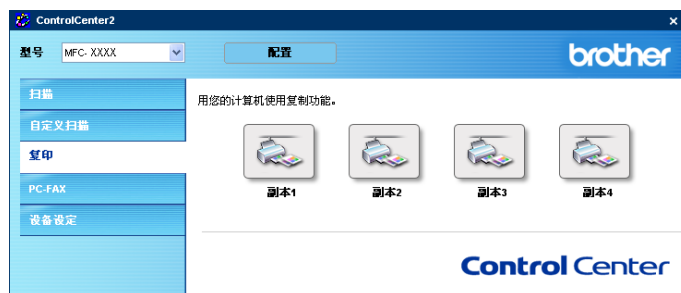 ControlCenter2
型号 MFC- XXXX 配置 brother
扫描
自定义扫描
复印
PC-FAX
设备设定
用您的计算机使用复制功能。
副本1 副本2 副本3 副本4
Control Center